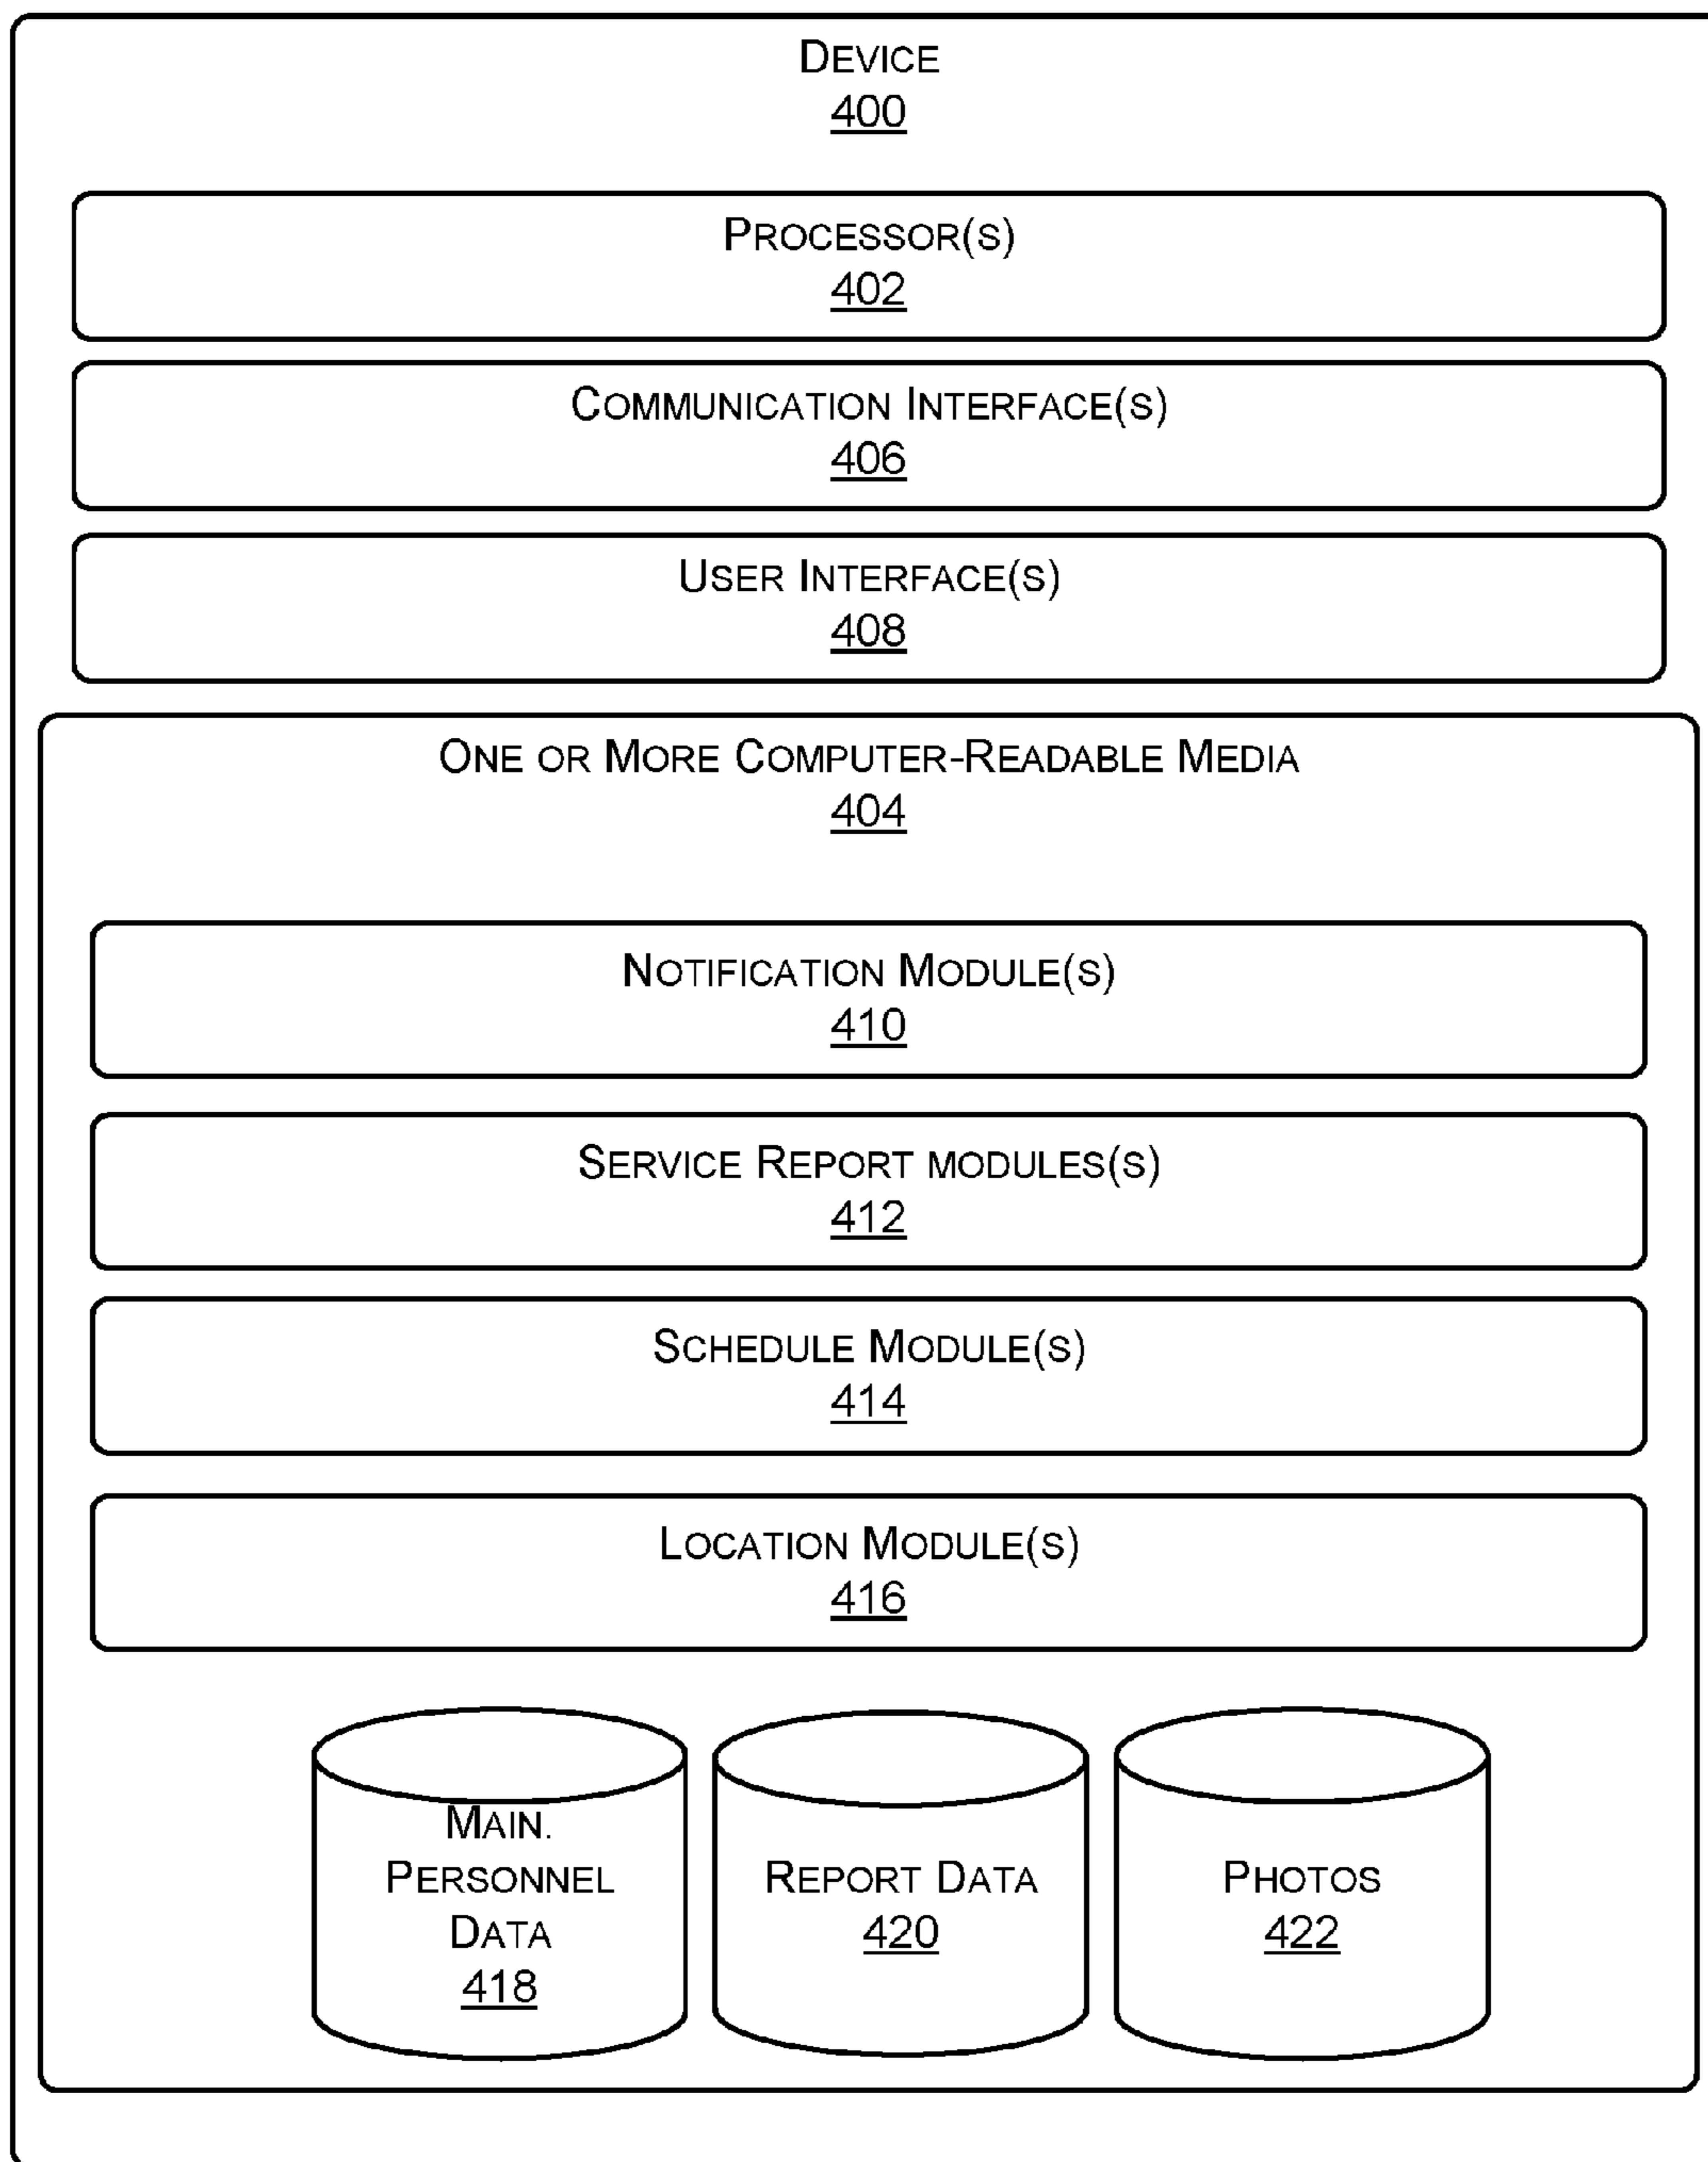 DEVICE
400
PROCESSOR(S)
402
COMMUNICATION INTERFACE(S)
406
USER INTERFACE(S)
408
ONE OR MORE COMPUTER-READABLE MEDIA
404
NOTIFICATION MODULE(S)
410
SERVICE REPORT MODULES(S)
412
SCHEDULE MODULE(S)
414
LOCATION MODULE(S)
416
MAIN.
PERSONNEL
DATA
418
REPORT DATA
420
PHOTOS
422